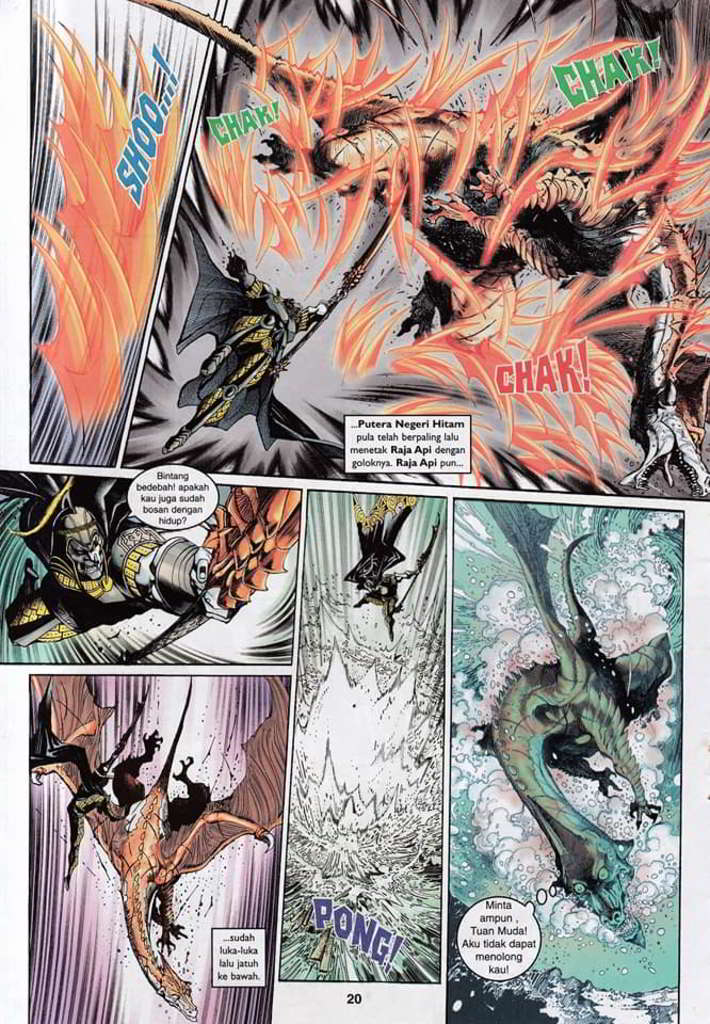 SHOO...!
CHAK!
CHAK!
CHAK!
...Putera Negeri Hitam
pula telah berpaling lalu
menetak Raja Api dengan
goloknya. Raja Api pun...
Bintang
bedebah! apakah
kau juga sudah
bosan dengan
hidup?
...sudah
luka-luka
lalu jatuh
ke bawah.
PONG!
Minta
ampun ,
Tuan Muda!
Aku tidak dapat
menolong
kau!
20